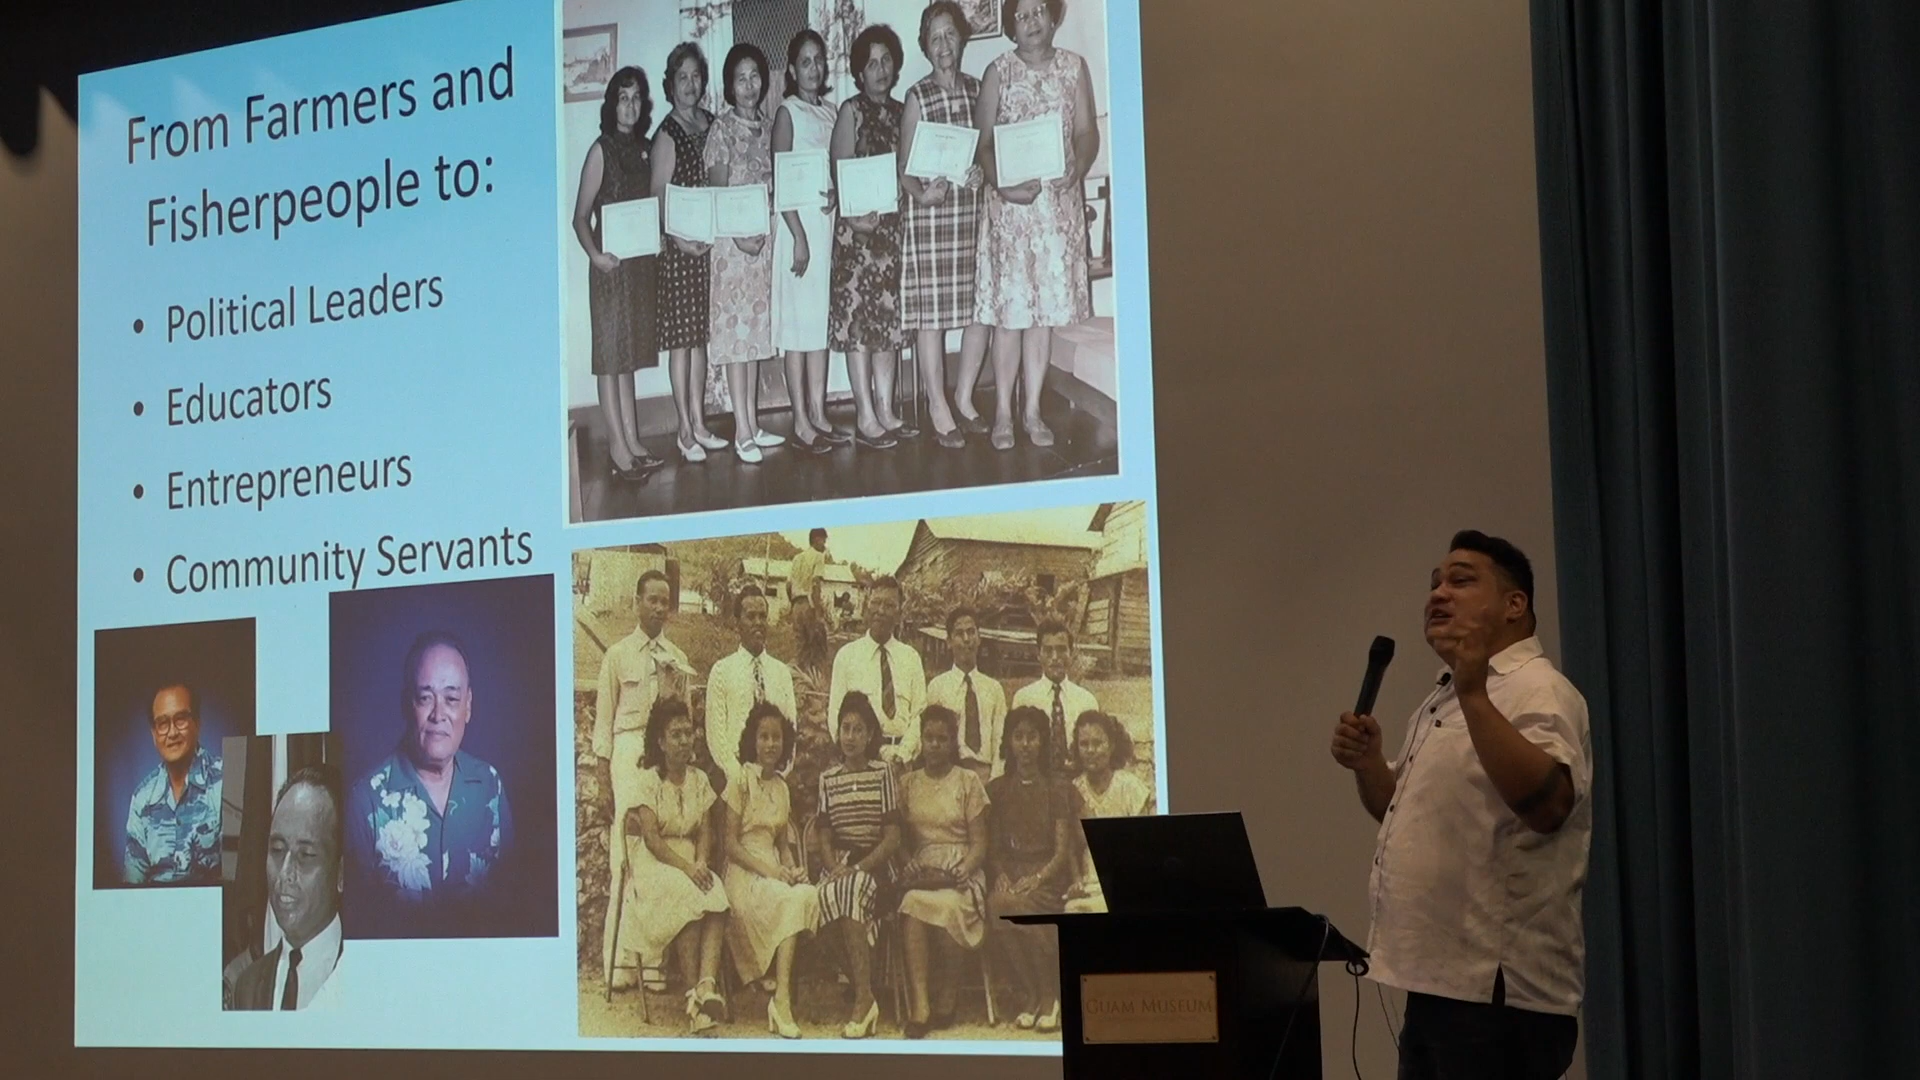 From Farmers and
Fisherpeople to:
• Political Leaders
• Educators
• Entrepreneurs
• Community Servants
GUAM MUSEUM